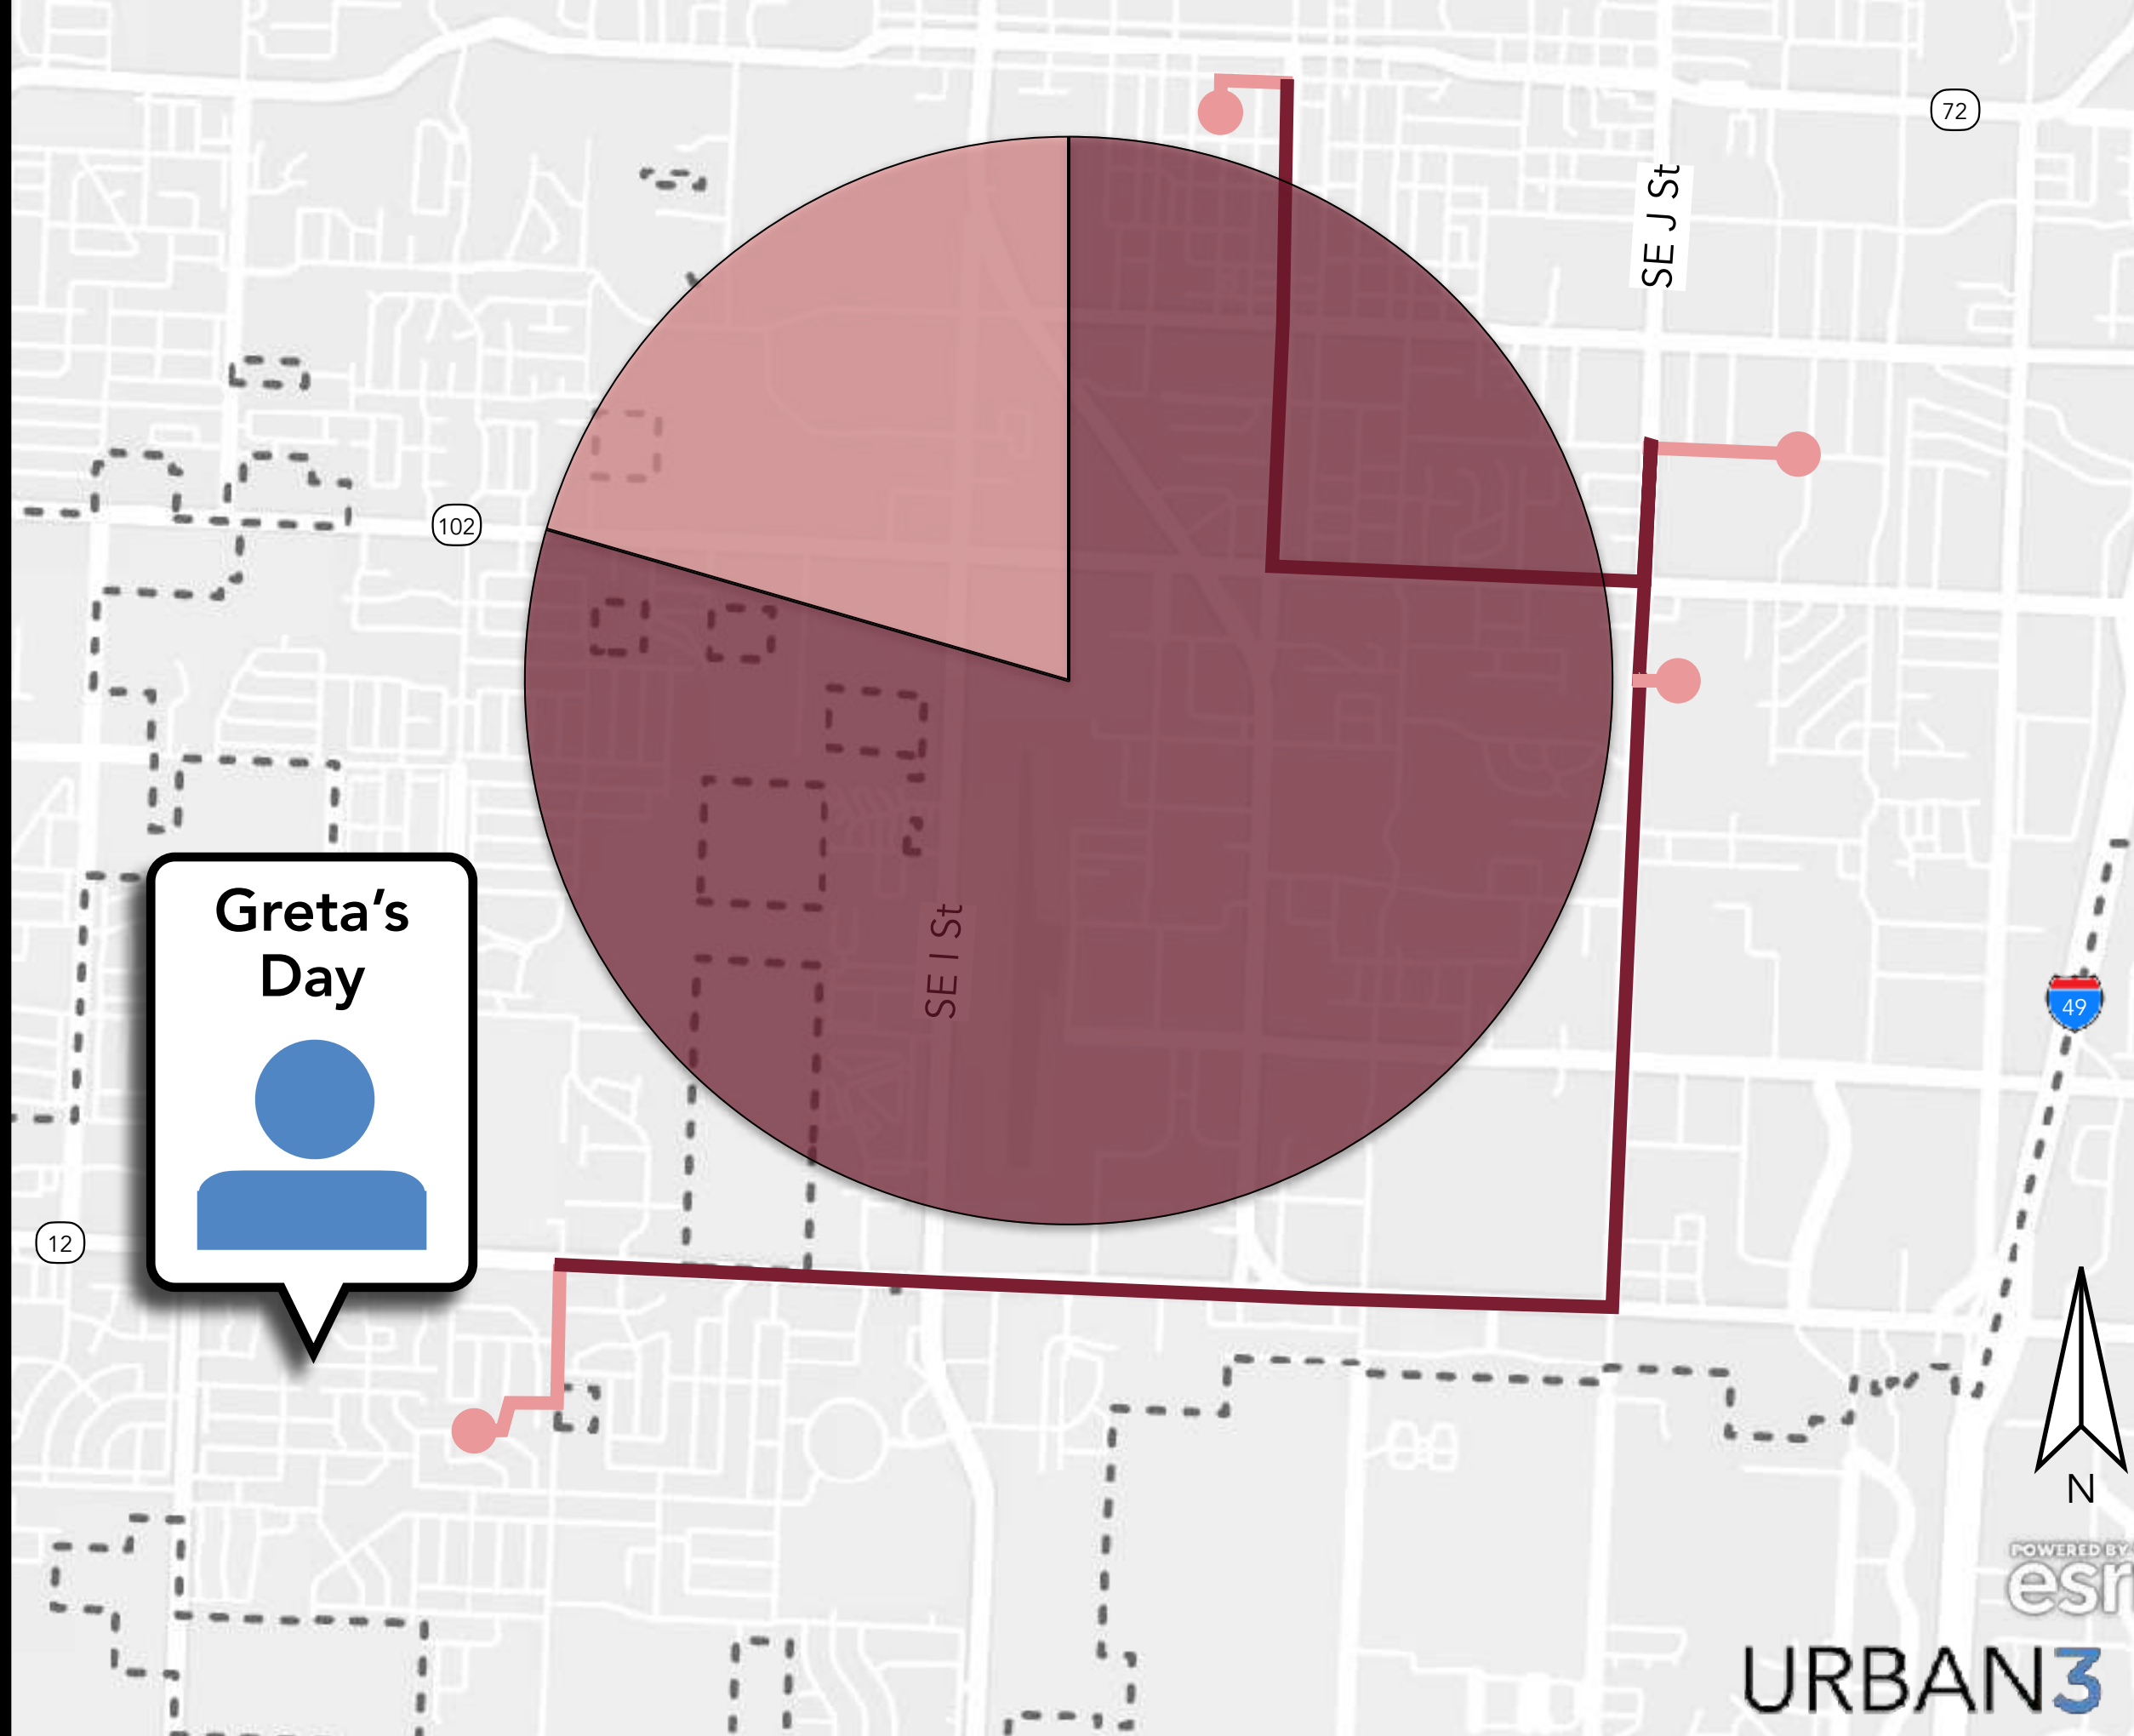 72
SE J St
102
Greta's
Day
SE I St
49
12
N
POWERED BY
esri
URBAN3